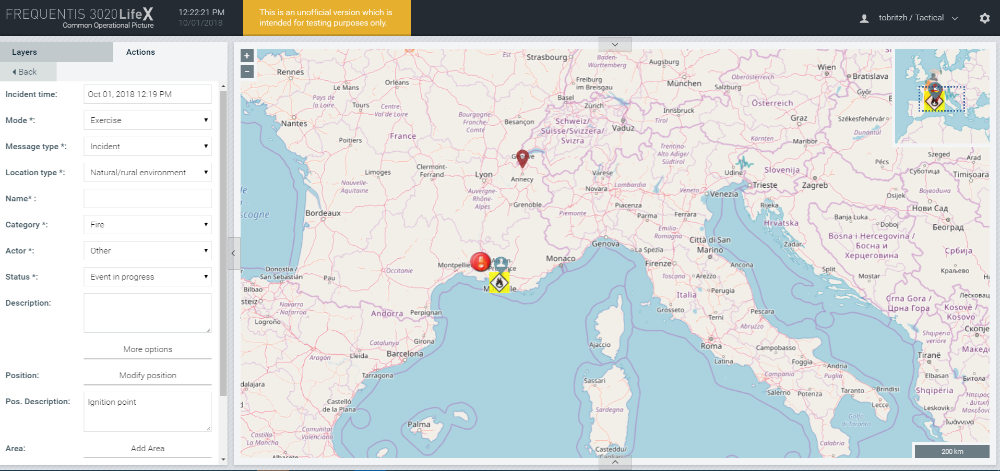 FREQUENTIS 3020 LifeX
Common Operational Picture
12:22:21 PM
10/01/2018
This is an unofficial version which is
intended for testing purposes only.
tobritzh / Tactical
Layers
Actions
Back
Incident time:
Oct 01, 2018 12:19 PM
Mode *:
Exercise
Message type *:
Incident
Location type *:
Natural/rural environment
Name* :
Category *:
Fire
Actor *:
Other
Status *:
Event in progress
Description:
More options
Position:
Modify position
Pos. Description:
Ignition point
Area:
Add Area
+
−
Est
Strasbourg
Baden-
Württemberg
Augsburg
Wien
Bratislava
Rennes
Le Mans
Orléans
Freiburg
im Breisgau
München
Oberösterreich
Salzburg
Győr
Pays de
la Loire
Tours
Centre-
Val de Loire
Basel
Zürich
Österreich
Nantes
Bourgogne-
Franche-
Comté
Besançon
Schweiz/
Suisse/Svizzera/
Svizra
Vaduz
Innsbruck
Tirol
Graz
Székesfehérvár
Dunántúl
Poitiers
France
Kärnten
Maribor
Trentino-
Alto Adige/
Südtirol
Genève
Limoges
Clermont-
Ferrand
Lyon
Annecy
Varese
Udine
Slovenija
Pécs
Szeged
Arad
Суботица
Timișoara
Nouvelle-
Aquitaine
Auvergne-
Rhône-
Alpes
Novara
Lombardia
Veneto
Venezia
Trieste
Zagreb
Војводина
de la
-
scogne
Bordeaux
Grenoble
Piemonte
Piacenza
Parma
Ferrara
Rijeka
Osijek
Нови Сад
Hrvatska
Banja Luka
Doboj
Београд
Emilia-
Romagna
Genova
La Spezia
Città di San
Marino
Bosna i Hercegovina /
Босна и
Херцеговина
Zadar
Србија
Montpellier
Aix-en-
Provence
Monaco
Firenze
Ancona
Split
Краљево
Donostia /
San Sebastián
Pau
Occitanie
Marseille
Toscana
Arezzo
Perugia
Mostar
Bilbao
Italia
Crna Gora /
Црна Гора
Лесковац
Kosovë /
Kosovo
steiz
Navarra
- Nafarroa
Andorra
Perpignan
Grosseto
Terni
Pescara
Logroño
Abruzzo
Shqipëria
veriore
Скопје
Catalunya
Girona
Ajaccio
Roma
Campobasso
Македо
Aragón
Lleida
Barcelona
Latina
Foggia
Andria
Tiranë
Tarragona
Sassari
Campania
Puglia
Elbasan
Битола
dalajara
Salerno
Potenza
Taranto
Brindisi
Shqipëria
Castelló
de la Plana
Sardegna
Lecce
Leskovik
Ήπειρος
- Δυτική
Μακεδονί
Palma
Golfo
di Taranto
Ιωάννινα
Castilla-
La Mancha
Comunitat
Valenciana
Calabria
Albacete
Casteddu/
Cagliari
200 km